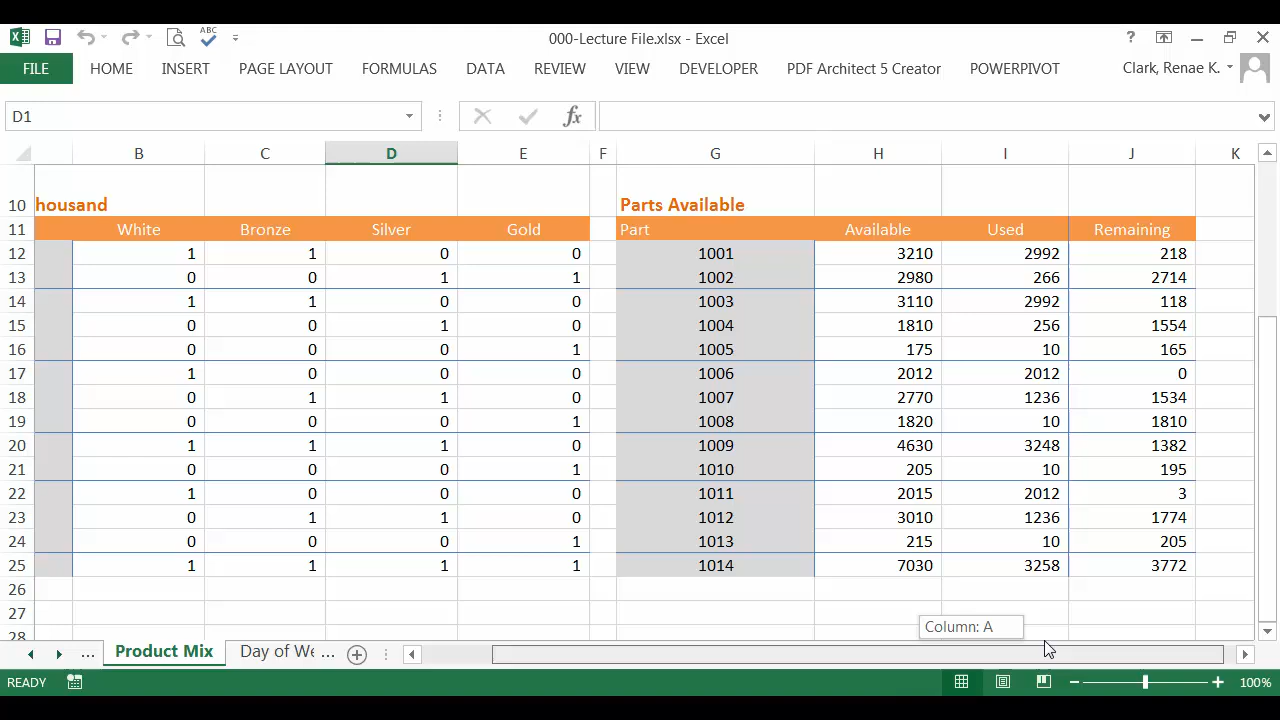 ABC
000-Lecture File.xlsx - Excel
?
FILE HOME INSERT PAGE LAYOUT FORMULAS DATA REVIEW VIEW DEVELOPER PDF Architect 5 Creator POWERPIVOT Clark, Renae K.
D1 fx
B C D E F G H I J K
10 housand Parts Available
11 White Bronze Silver Gold Part Available Used Remaining
12 1 1 0 0 1001 3210 2992 218
13 0 0 1 1 1002 2980 266 2714
14 1 1 0 0 1003 3110 2992 118
15 0 0 1 0 1004 1810 256 1554
16 0 0 0 1 1005 175 10 165
17 1 0 0 0 1006 2012 2012 0
18 0 1 1 0 1007 2770 1236 1534
19 0 0 0 1 1008 1820 10 1810
20 1 1 1 0 1009 4630 3248 1382
21 0 0 0 1 1010 205 10 195
22 1 0 0 0 1011 2015 2012 3
23 0 1 1 0 1012 3010 1236 1774
24 0 0 0 1 1013 215 10 205
25 1 1 1 1 1014 7030 3258 3772
26
27
28
Column: A
... Product Mix Day of We ...
READY 100%